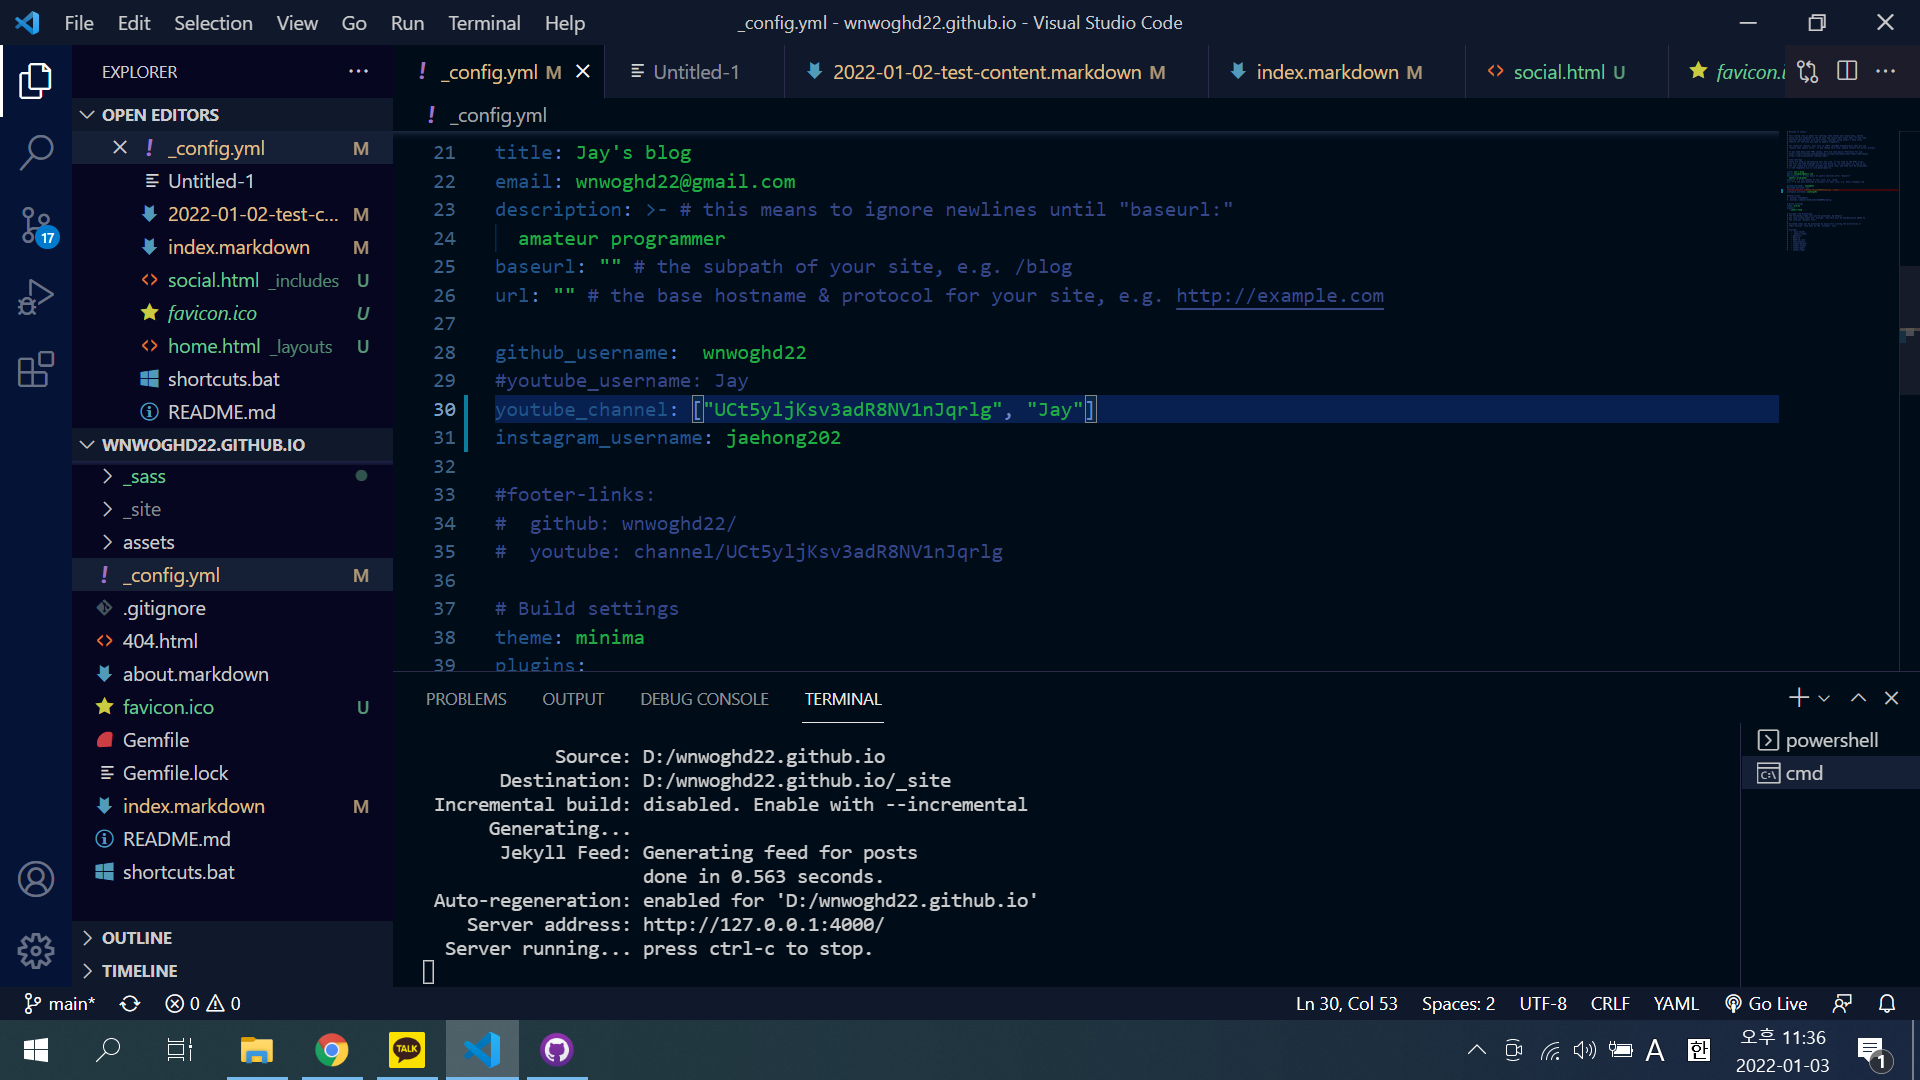 File Edit Selection View Go Run Terminal Help
_config.yml - wnwoghd22.github.io - Visual Studio Code
EXPLORER
OPEN EDITORS
_config.yml M
Untitled-1
2022-01-02-test-c... M
index.markdown M
social.html _includes U
favicon.ico U
home.html _layouts U
shortcuts.bat
README.md
WNWOGHD22.GITHUB.IO
_sass
_site
assets
_config.yml M
.gitignore
404.html
about.markdown
favicon.ico U
Gemfile
Gemfile.lock
index.markdown M
README.md
shortcuts.bat
OUTLINE
TIMELINE
17
_config.yml M
Untitled-1
2022-01-02-test-content.markdown M
index.markdown M
social.html U
favicon.i
_config.yml
21 title: Jay's blog
22 email: wnwoghd22@gmail.com
23 description: >- # this means to ignore newlines until "baseurl:"
24 amateur programmer
25 baseurl: "" # the subpath of your site, e.g. /blog
26 url: "" # the base hostname & protocol for your site, e.g. http://example.com
27
28 github_username:  wnwoghd22
29 #youtube_username: Jay
30 youtube_channel: ["UCt5yljKsv3adR8NV1nJqrlg", "Jay"]
31 instagram_username: jaehong202
32
33 #footer-links:
34 #  github: wnwoghd22/
35 #  youtube: channel/UCt5yljKsv3adR8NV1nJqrlg
36
37 # Build settings
38 theme: minima
39 plugins:
PROBLEMS OUTPUT DEBUG CONSOLE TERMINAL
Source: D:/wnwoghd22.github.io
Destination: D:/wnwoghd22.github.io/_site
Incremental build: disabled. Enable with --incremental
Generating...
Jekyll Feed: Generating feed for posts
done in 0.563 seconds.
Auto-regeneration: enabled for 'D:/wnwoghd22.github.io'
Server address: http://127.0.0.1:4000/
Server running... press ctrl-c to stop.
powershell
cmd
main* 0 0
Ln 30, Col 53 Spaces: 2 UTF-8 CRLF YAML Go Live
TALK
A 한
오후 11:36
2022-01-03
1